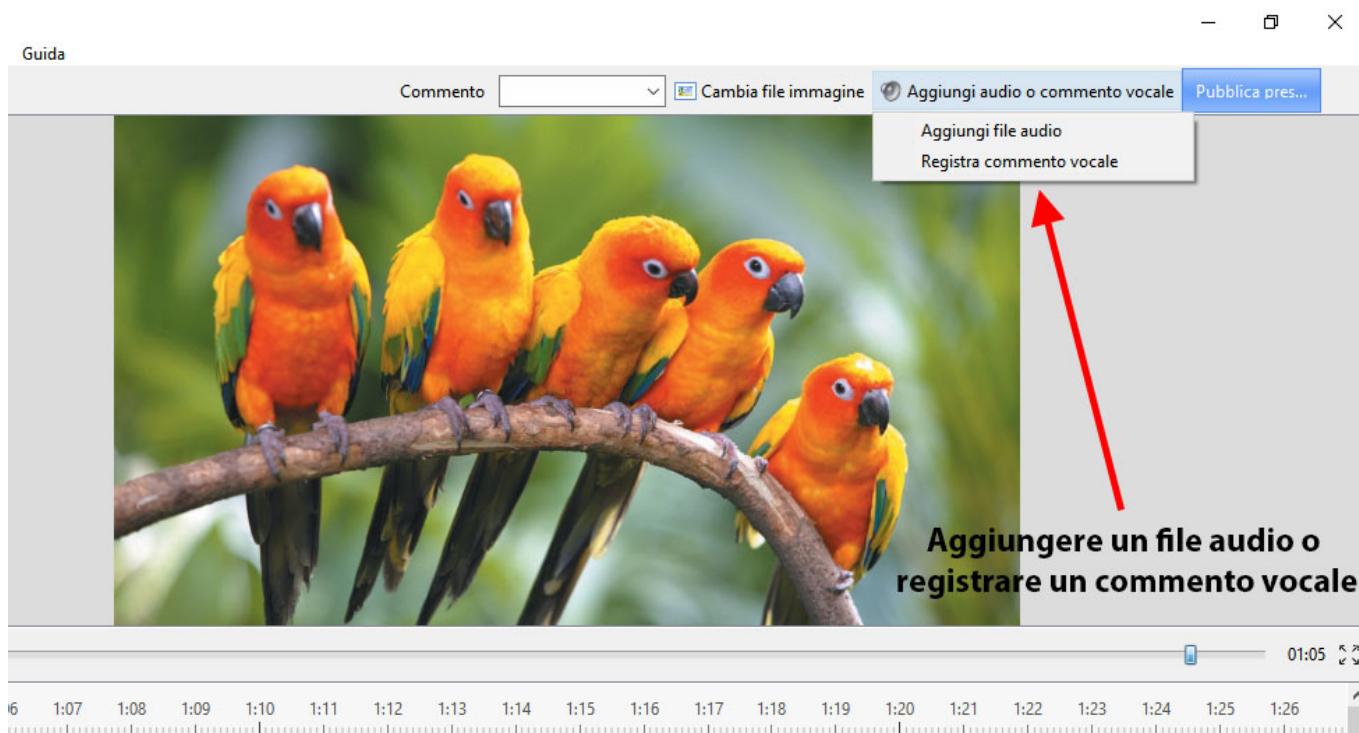 Guida
Commento Cambia file immagine Aggiungi audio o commento vocale Pubblica pres...
Aggiungi file audio
Registra commento vocale
Aggiungere un file audio o
registrare un commento vocale
01:05
1:07 1:08 1:09 1:10 1:11 1:12 1:13 1:14 1:15 1:16 1:17 1:18 1:19 1:20 1:21 1:22 1:23 1:24 1:25 1:26